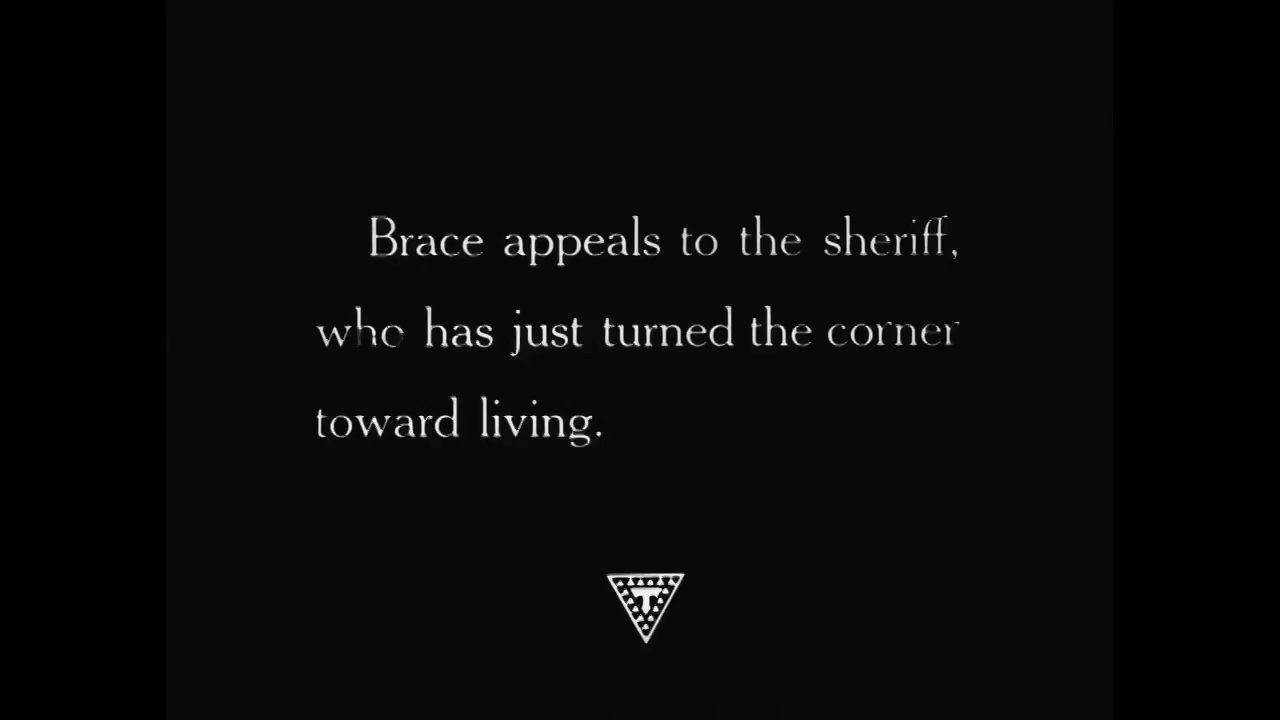 Brace appeals to the sheriff,
who has just turned the corner
toward living.
T